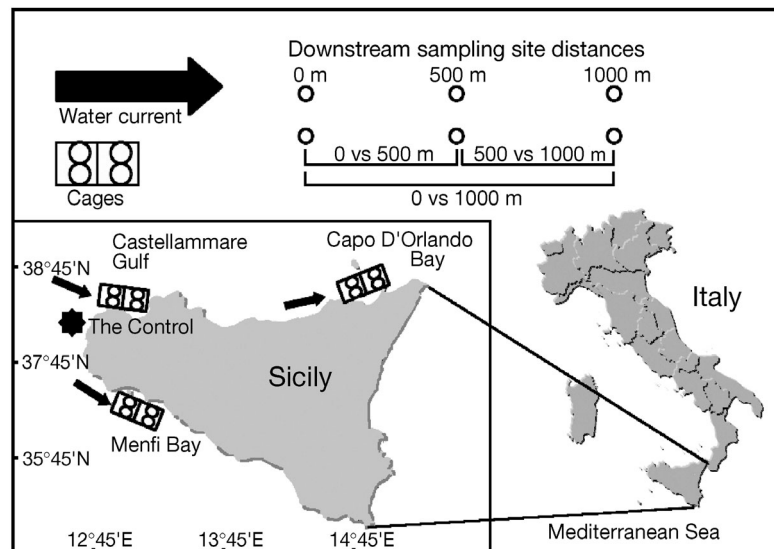 Downstream sampling site distances
0 m 500 m 1000 m
Water current
0 vs 500 m 500 vs 1000 m
Cages
0 vs 1000 m
Castellammare
Gulf
Capo D'Orlando
Bay
38°45'N
The Control
Italy
37°45'N
Sicily
Menfi Bay
35°45'N
Mediterranean Sea
12°45'E 13°45'E 14°45'E